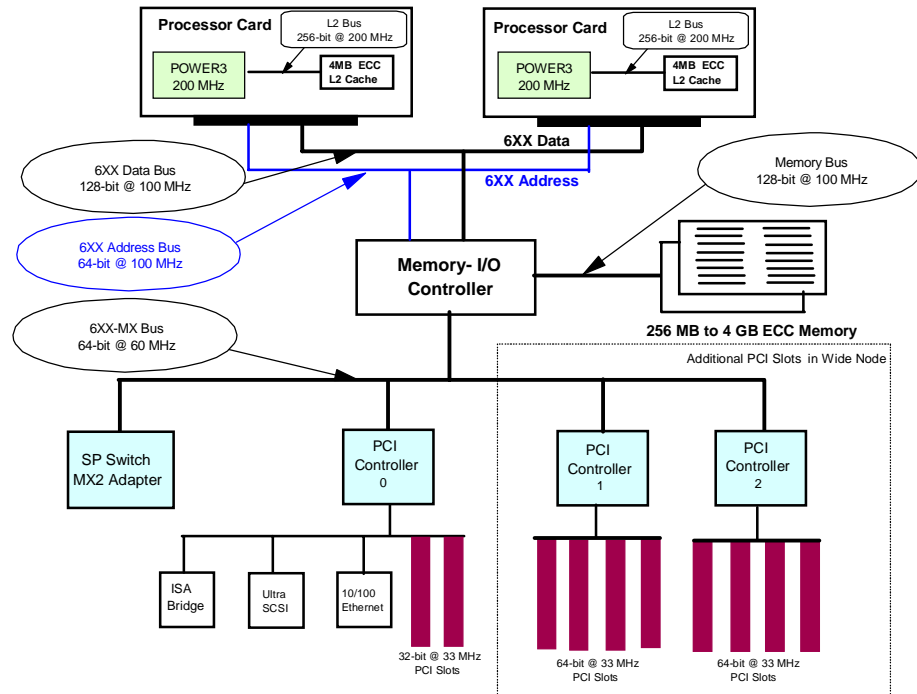 Processor Card
L2 Bus
256-bit @ 200 MHz
POWER3
200 MHz
4MB ECC
L2 Cache
Processor Card
L2 Bus
256-bit @ 200 MHz
POWER3
200 MHz
4MB ECC
L2 Cache
6XX Data
6XX Data Bus
128-bit @ 100 MHz
6XX Address
Memory Bus
128-bit @ 100 MHz
6XX Address Bus
64-bit @ 100 MHz
Memory- I/O
Controller
256 MB to 4 GB ECC Memory
6XX-MX Bus
64-bit @ 60 MHz
Additional PCI Slots in Wide Node
SP Switch
MX2 Adapter
PCI
Controller
0
PCI
Controller
1
PCI
Controller
2
ISA
Bridge
Ultra
SCSI
10/100
Ethernet
32-bit @ 33 MHz
PCI Slots
64-bit @ 33 MHz
PCI Slots
64-bit @ 33 MHz
PCI Slots